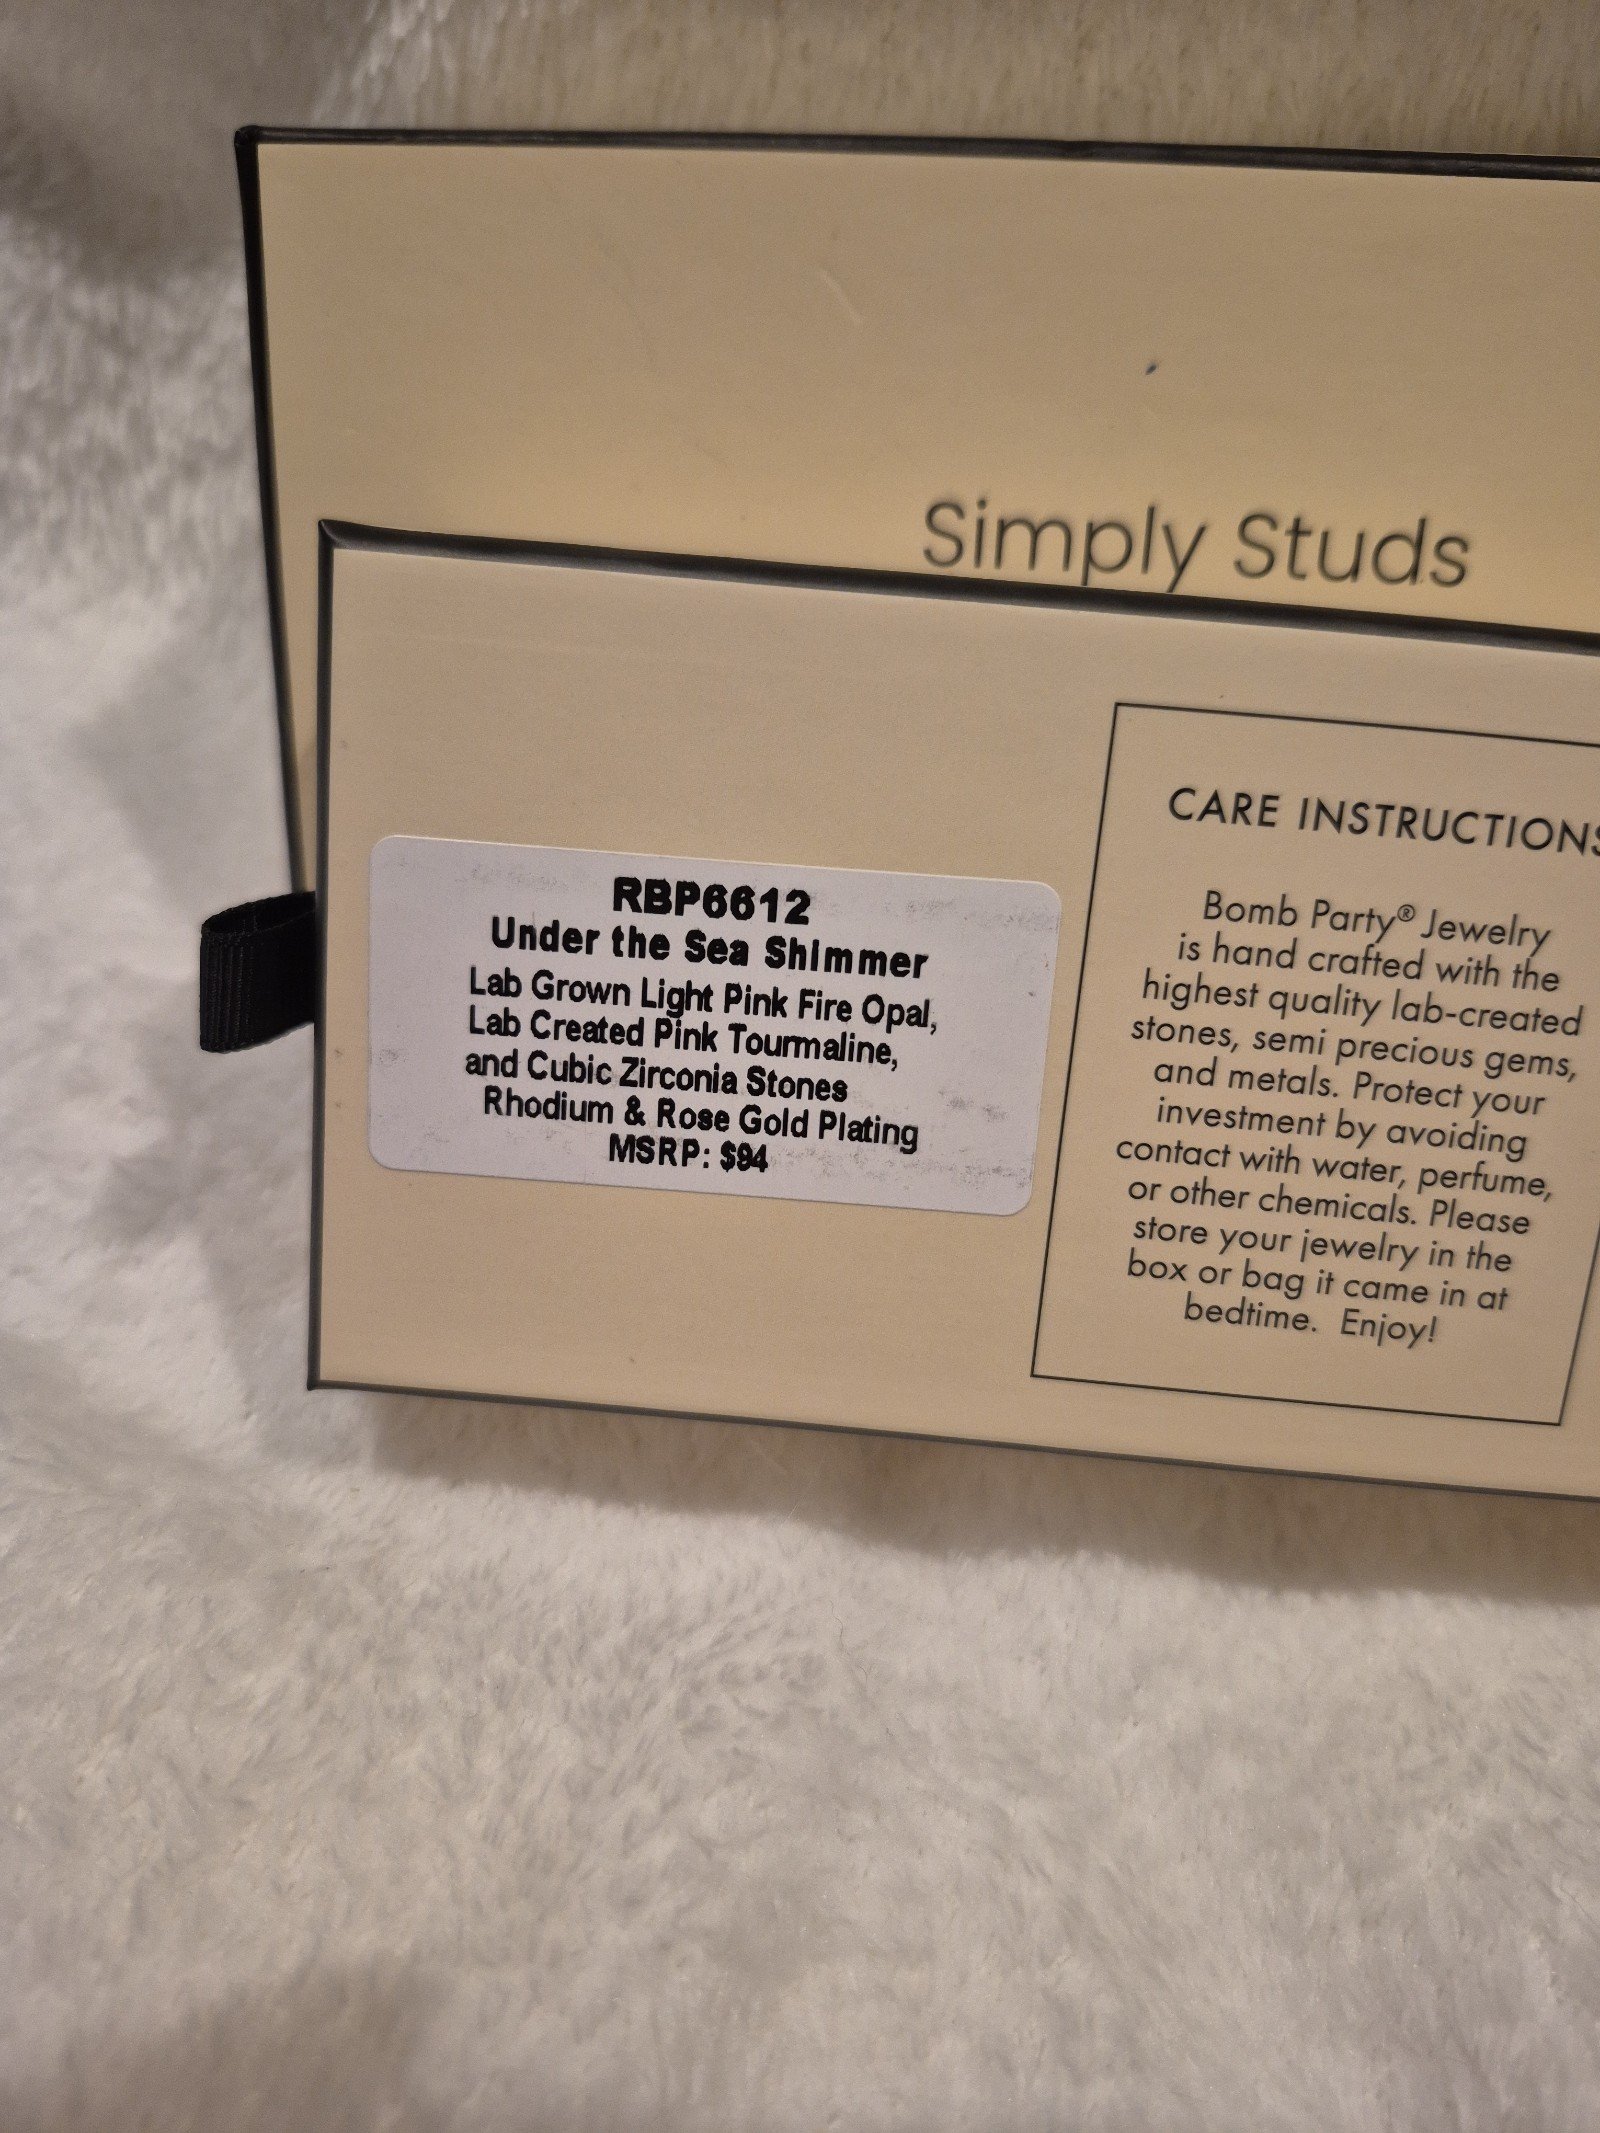 Simply Studs
RBP6612
Under the Sea Shimmer
Lab Grown Light Pink Fire Opal,
Lab Created Pink Tourmaline,
and Cubic Zirconia Stones
Rhodium & Rose Gold Plating
MSRP: $94
CARE INSTRUCTIONS
Bomb Party® Jewelry
is hand crafted with the
highest quality lab-created
stones, semi precious gems,
and metals. Protect your
investment by avoiding
contact with water, perfume,
or other chemicals. Please
store your jewelry in the
box or bag it came in at
bedtime. Enjoy!